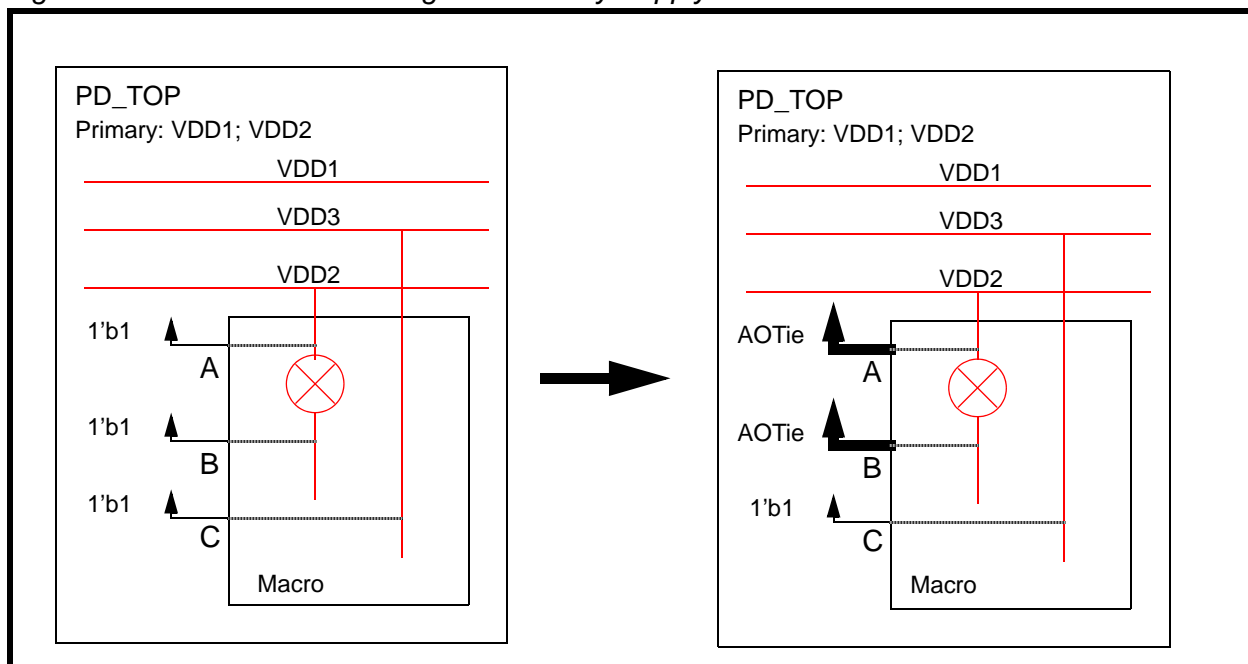 PD_TOP
Primary: VDD1; VDD2
VDD1
VDD3
VDD2
1'b1
A
1'b1
B
1'b1
C
Macro
PD_TOP
Primary: VDD1; VDD2
VDD1
VDD3
VDD2
AOTie
A
AOTie
B
1'b1
C
Macro